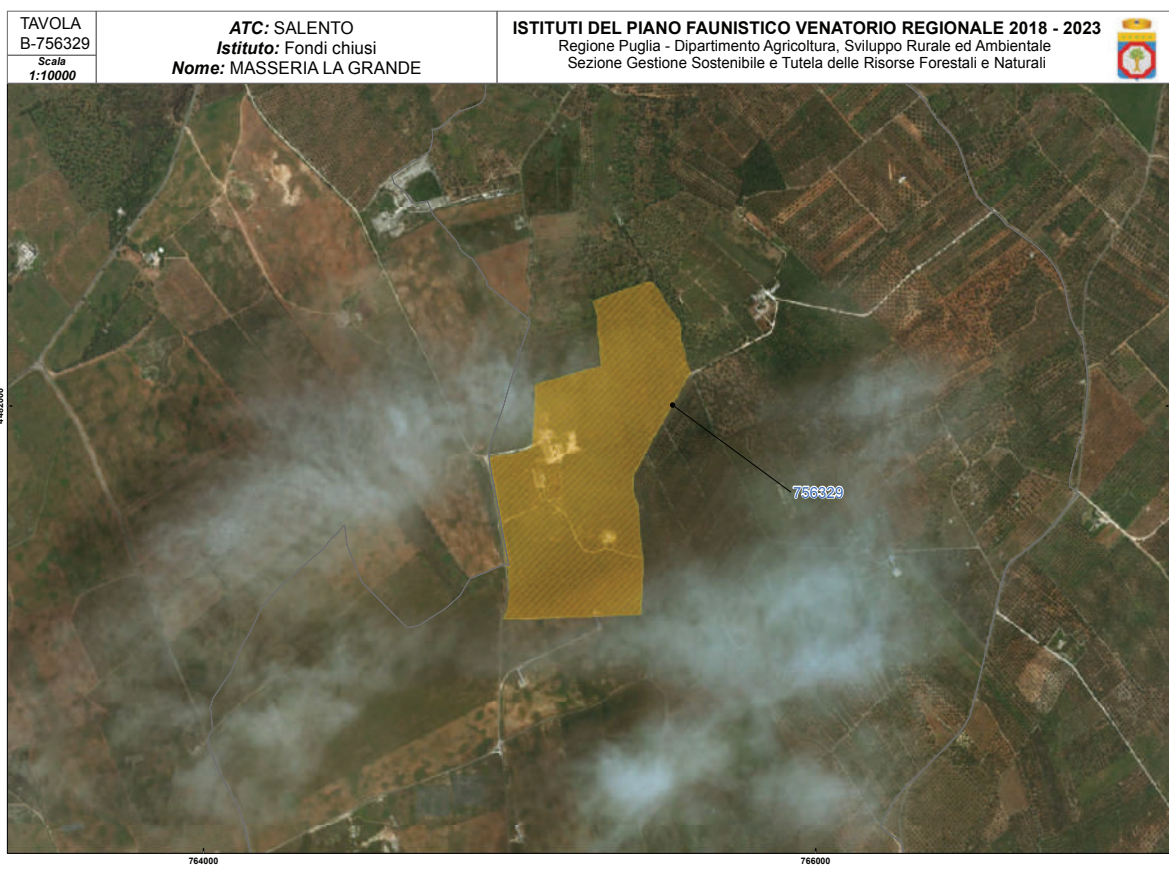 TAVOLA
B-756329
Scala
1:10000
ATC: SALENTO
Istituto: Fondi chiusi
Nome: MASSERIA LA GRANDE
ISTITUTI DEL PIANO FAUNISTICO VENATORIO REGIONALE 2018 - 2023
Regione Puglia - Dipartimento Agricoltura, Sviluppo Rurale ed Ambientale
Sezione Gestione Sostenibile e Tutela delle Risorse Forestali e Naturali
756329
764000
766000